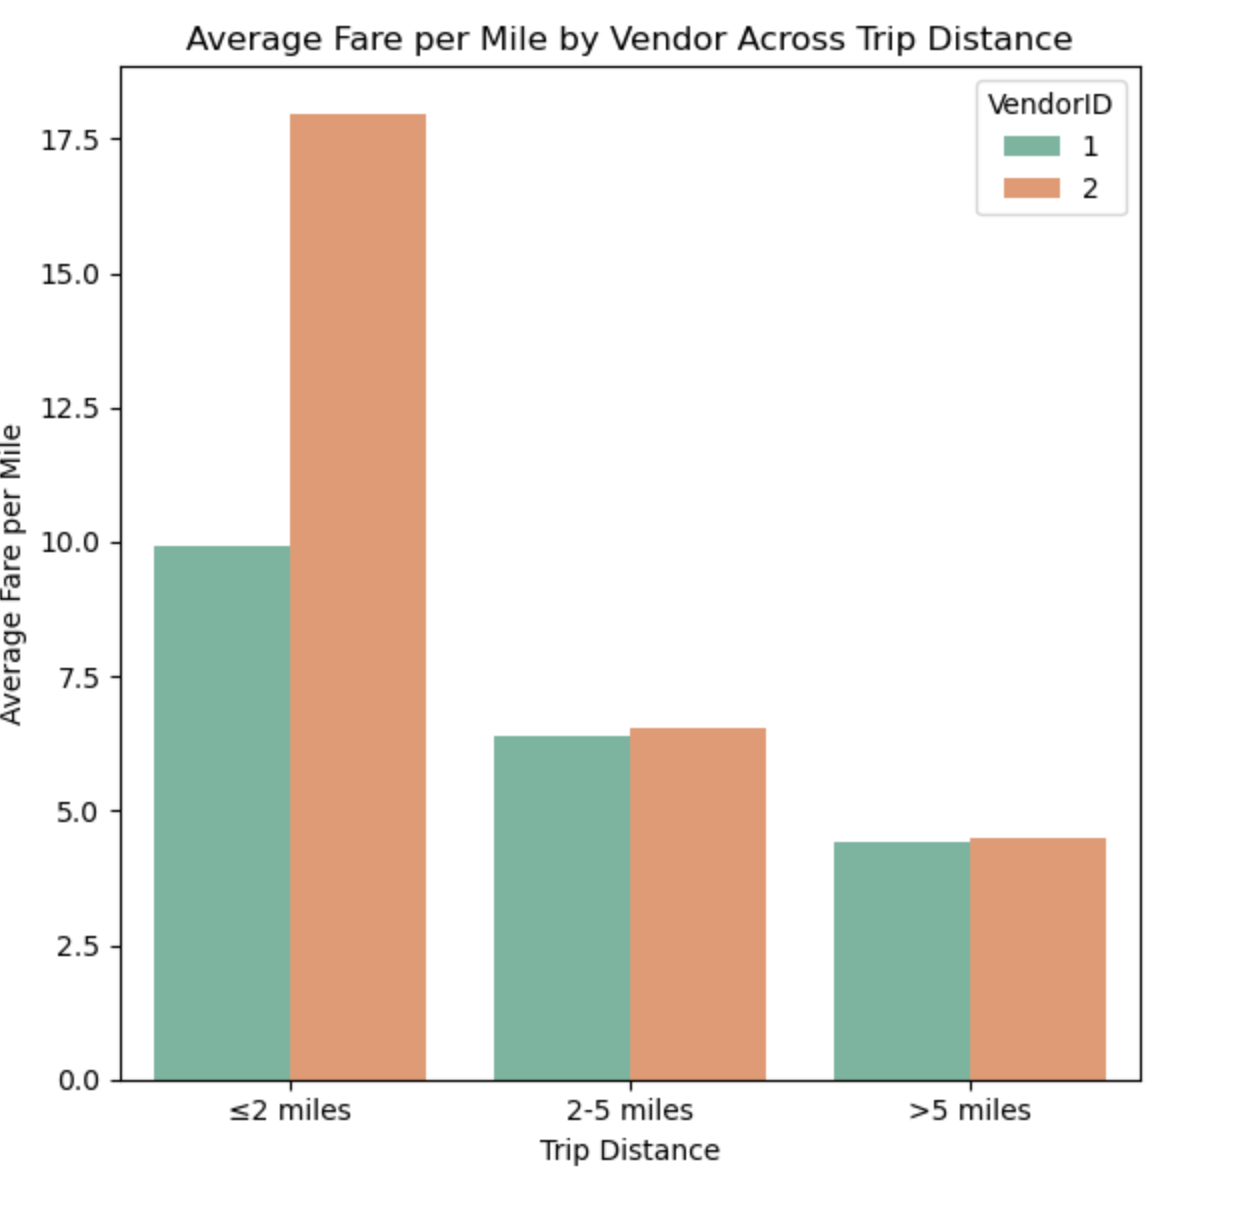 Average Fare per Mile by Vendor Across Trip Distance
VendorID
1
2
Average Fare per Mile
17.5
15.0
12.5
10.0
7.5
5.0
2.5
0.0
≤2 miles
2-5 miles
>5 miles
Trip Distance